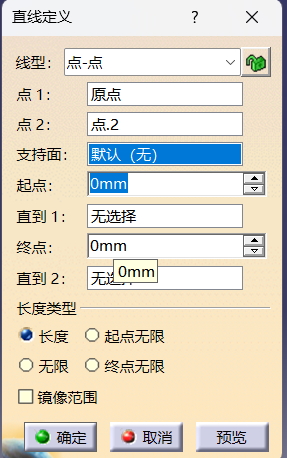 直线定义 ?
线型： 点-点
点 1： 原点
点 2： 点.2
支持面： 默认（无）
起点： 0mm
直到 1： 无选择
终点： 0mm
0mm
直到 2： 无选择
长度类型
长度 起点无限
无限 终点无限
镜像范围
确定 取消 预览